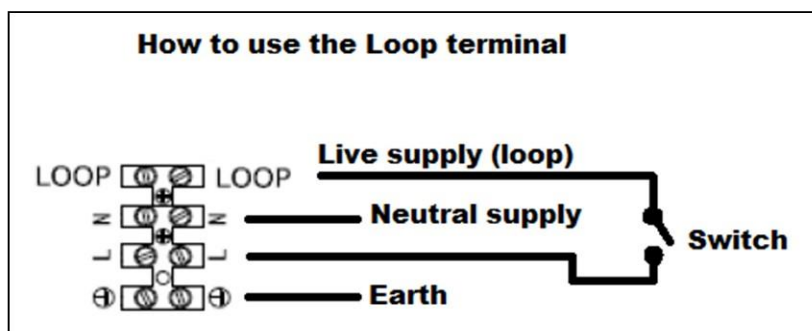 How to use the Loop terminal
Live supply (loop)
LOOP LOOP
N N Neutral supply
Switch
L L
Earth